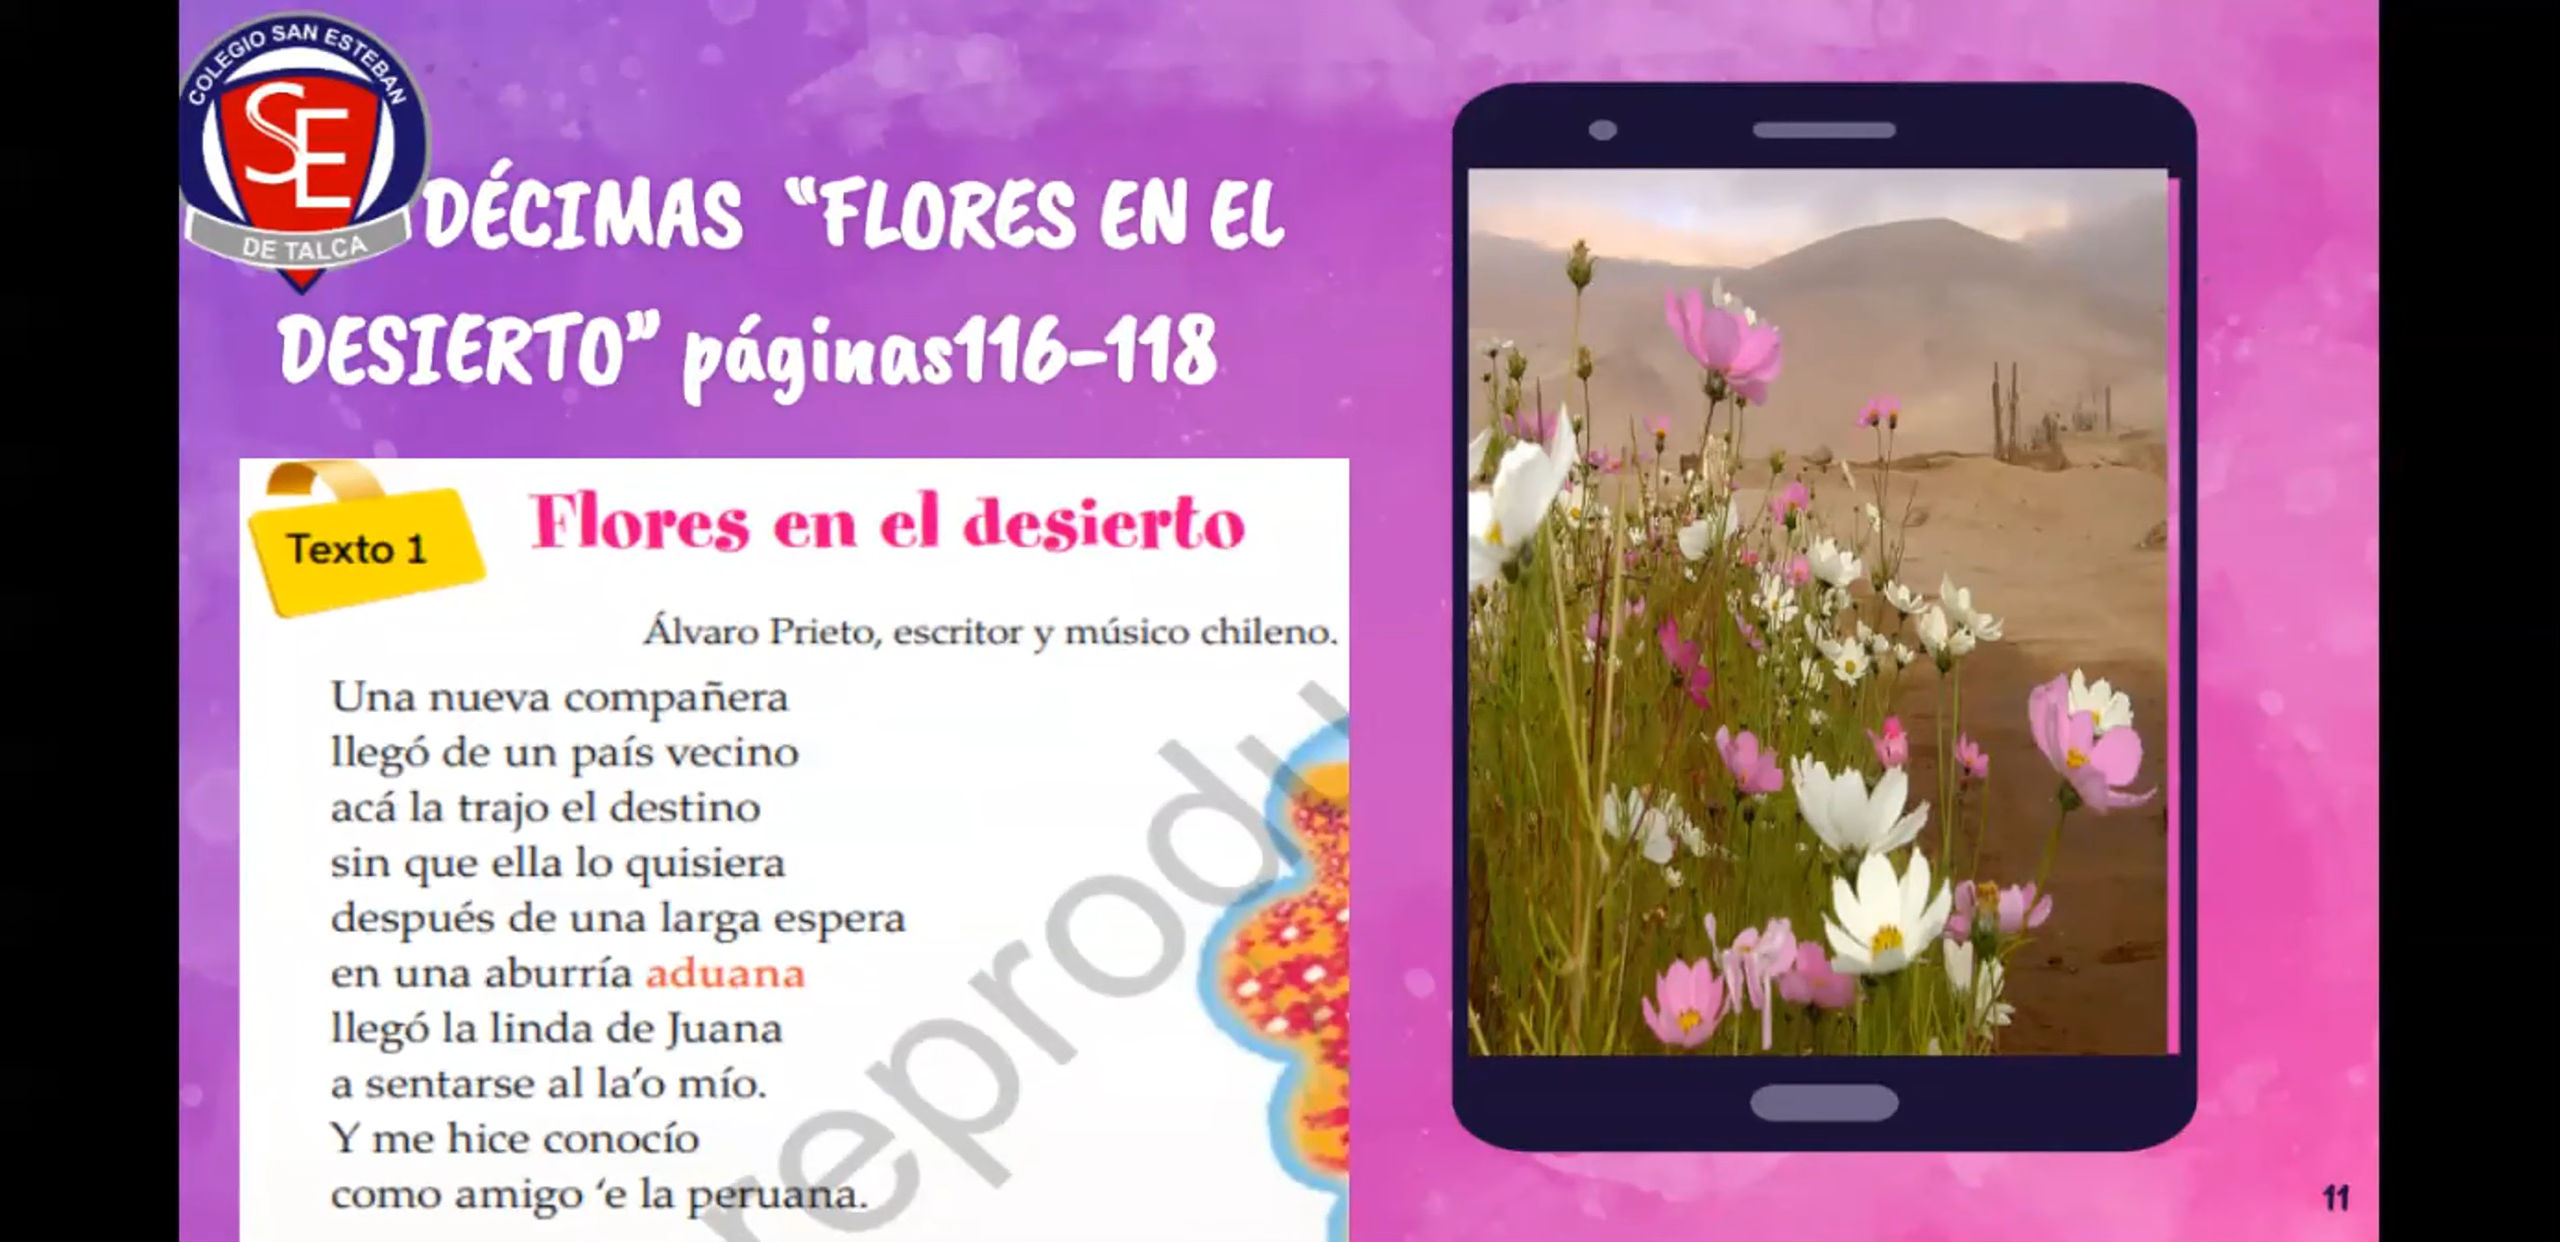 COLEGIO SAN ESTEBAN
SE
DE TALCA
DÉCIMAS "FLORES EN EL
DESIERTO" páginas116-118
Texto 1
Flores en el desierto
Álvaro Prieto, escritor y músico chileno.
Una nueva compañera
llegó de un país vecino
acá la trajo el destino
sin que ella lo quisiera
después de una larga espera
en una aburría aduana
llegó la linda de Juana
a sentarse al la'o mío.
Y me hice conocío
como amigo 'e la peruana.
reprodu
11